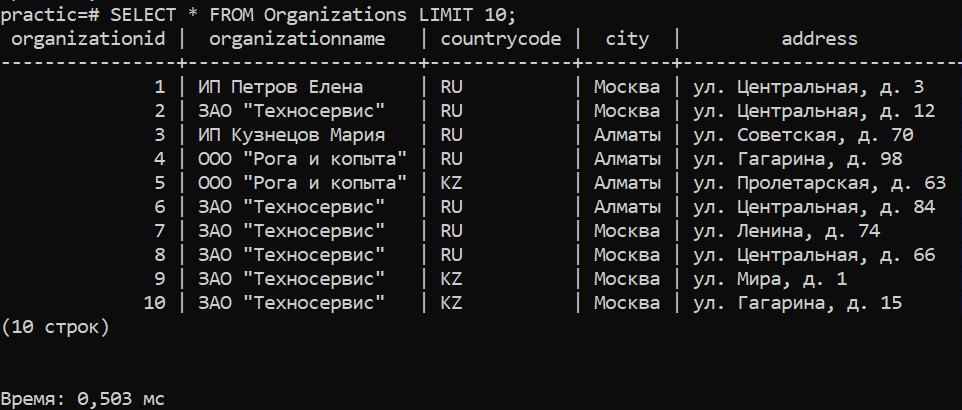 practic=# SELECT * FROM Organizations LIMIT 10;
 organizationid |  organizationname   | countrycode |  city  |         address
----------------+---------------------+-------------+--------+-------------------------
              1 | ИП Петров Елена     | RU          | Москва | ул. Центральная, д. 3
              2 | ЗАО "Техносервис"   | RU          | Москва | ул. Центральная, д. 12
              3 | ИП Кузнецов Мария   | RU          | Алматы | ул. Советская, д. 70
              4 | ООО "Рога и копыта" | RU          | Алматы | ул. Гагарина, д. 98
              5 | ООО "Рога и копыта" | KZ          | Алматы | ул. Пролетарская, д. 63
              6 | ЗАО "Техносервис"   | RU          | Алматы | ул. Центральная, д. 84
              7 | ЗАО "Техносервис"   | RU          | Москва | ул. Ленина, д. 74
              8 | ЗАО "Техносервис"   | RU          | Москва | ул. Центральная, д. 66
              9 | ЗАО "Техносервис"   | KZ          | Москва | ул. Мира, д. 1
             10 | ЗАО "Техносервис"   | KZ          | Москва | ул. Гагарина, д. 15
(10 строк)
Время: 0,503 мс